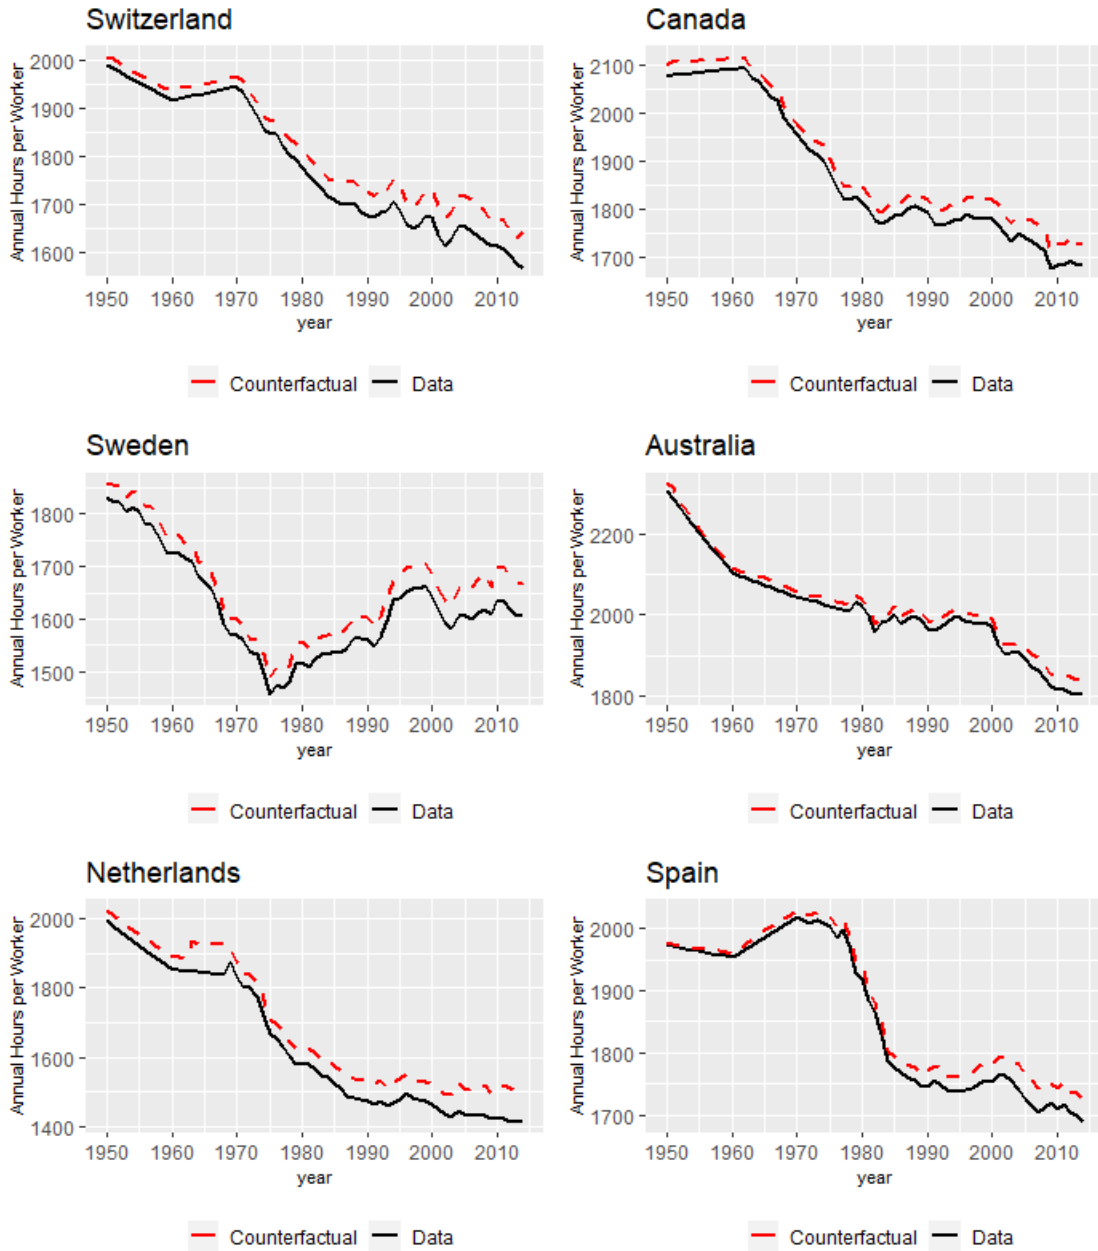 Switzerland
Annual Hours per Worker
2000
1900
1800
1700
1600
1950 1960 1970 1980 1990 2000 2010
year
Counterfactual Data
Canada
Annual Hours per Worker
2100
2000
1900
1800
1700
1950 1960 1970 1980 1990 2000 2010
year
Counterfactual Data
Sweden
Annual Hours per Worker
1800
1700
1600
1500
1950 1960 1970 1980 1990 2000 2010
year
Counterfactual Data
Australia
Annual Hours per Worker
2200
2000
1800
1950 1960 1970 1980 1990 2000 2010
year
Counterfactual Data
Netherlands
Annual Hours per Worker
2000
1800
1600
1400
1950 1960 1970 1980 1990 2000 2010
year
Counterfactual Data
Spain
Annual Hours per Worker
2000
1900
1800
1700
1950 1960 1970 1980 1990 2000 2010
year
Counterfactual Data